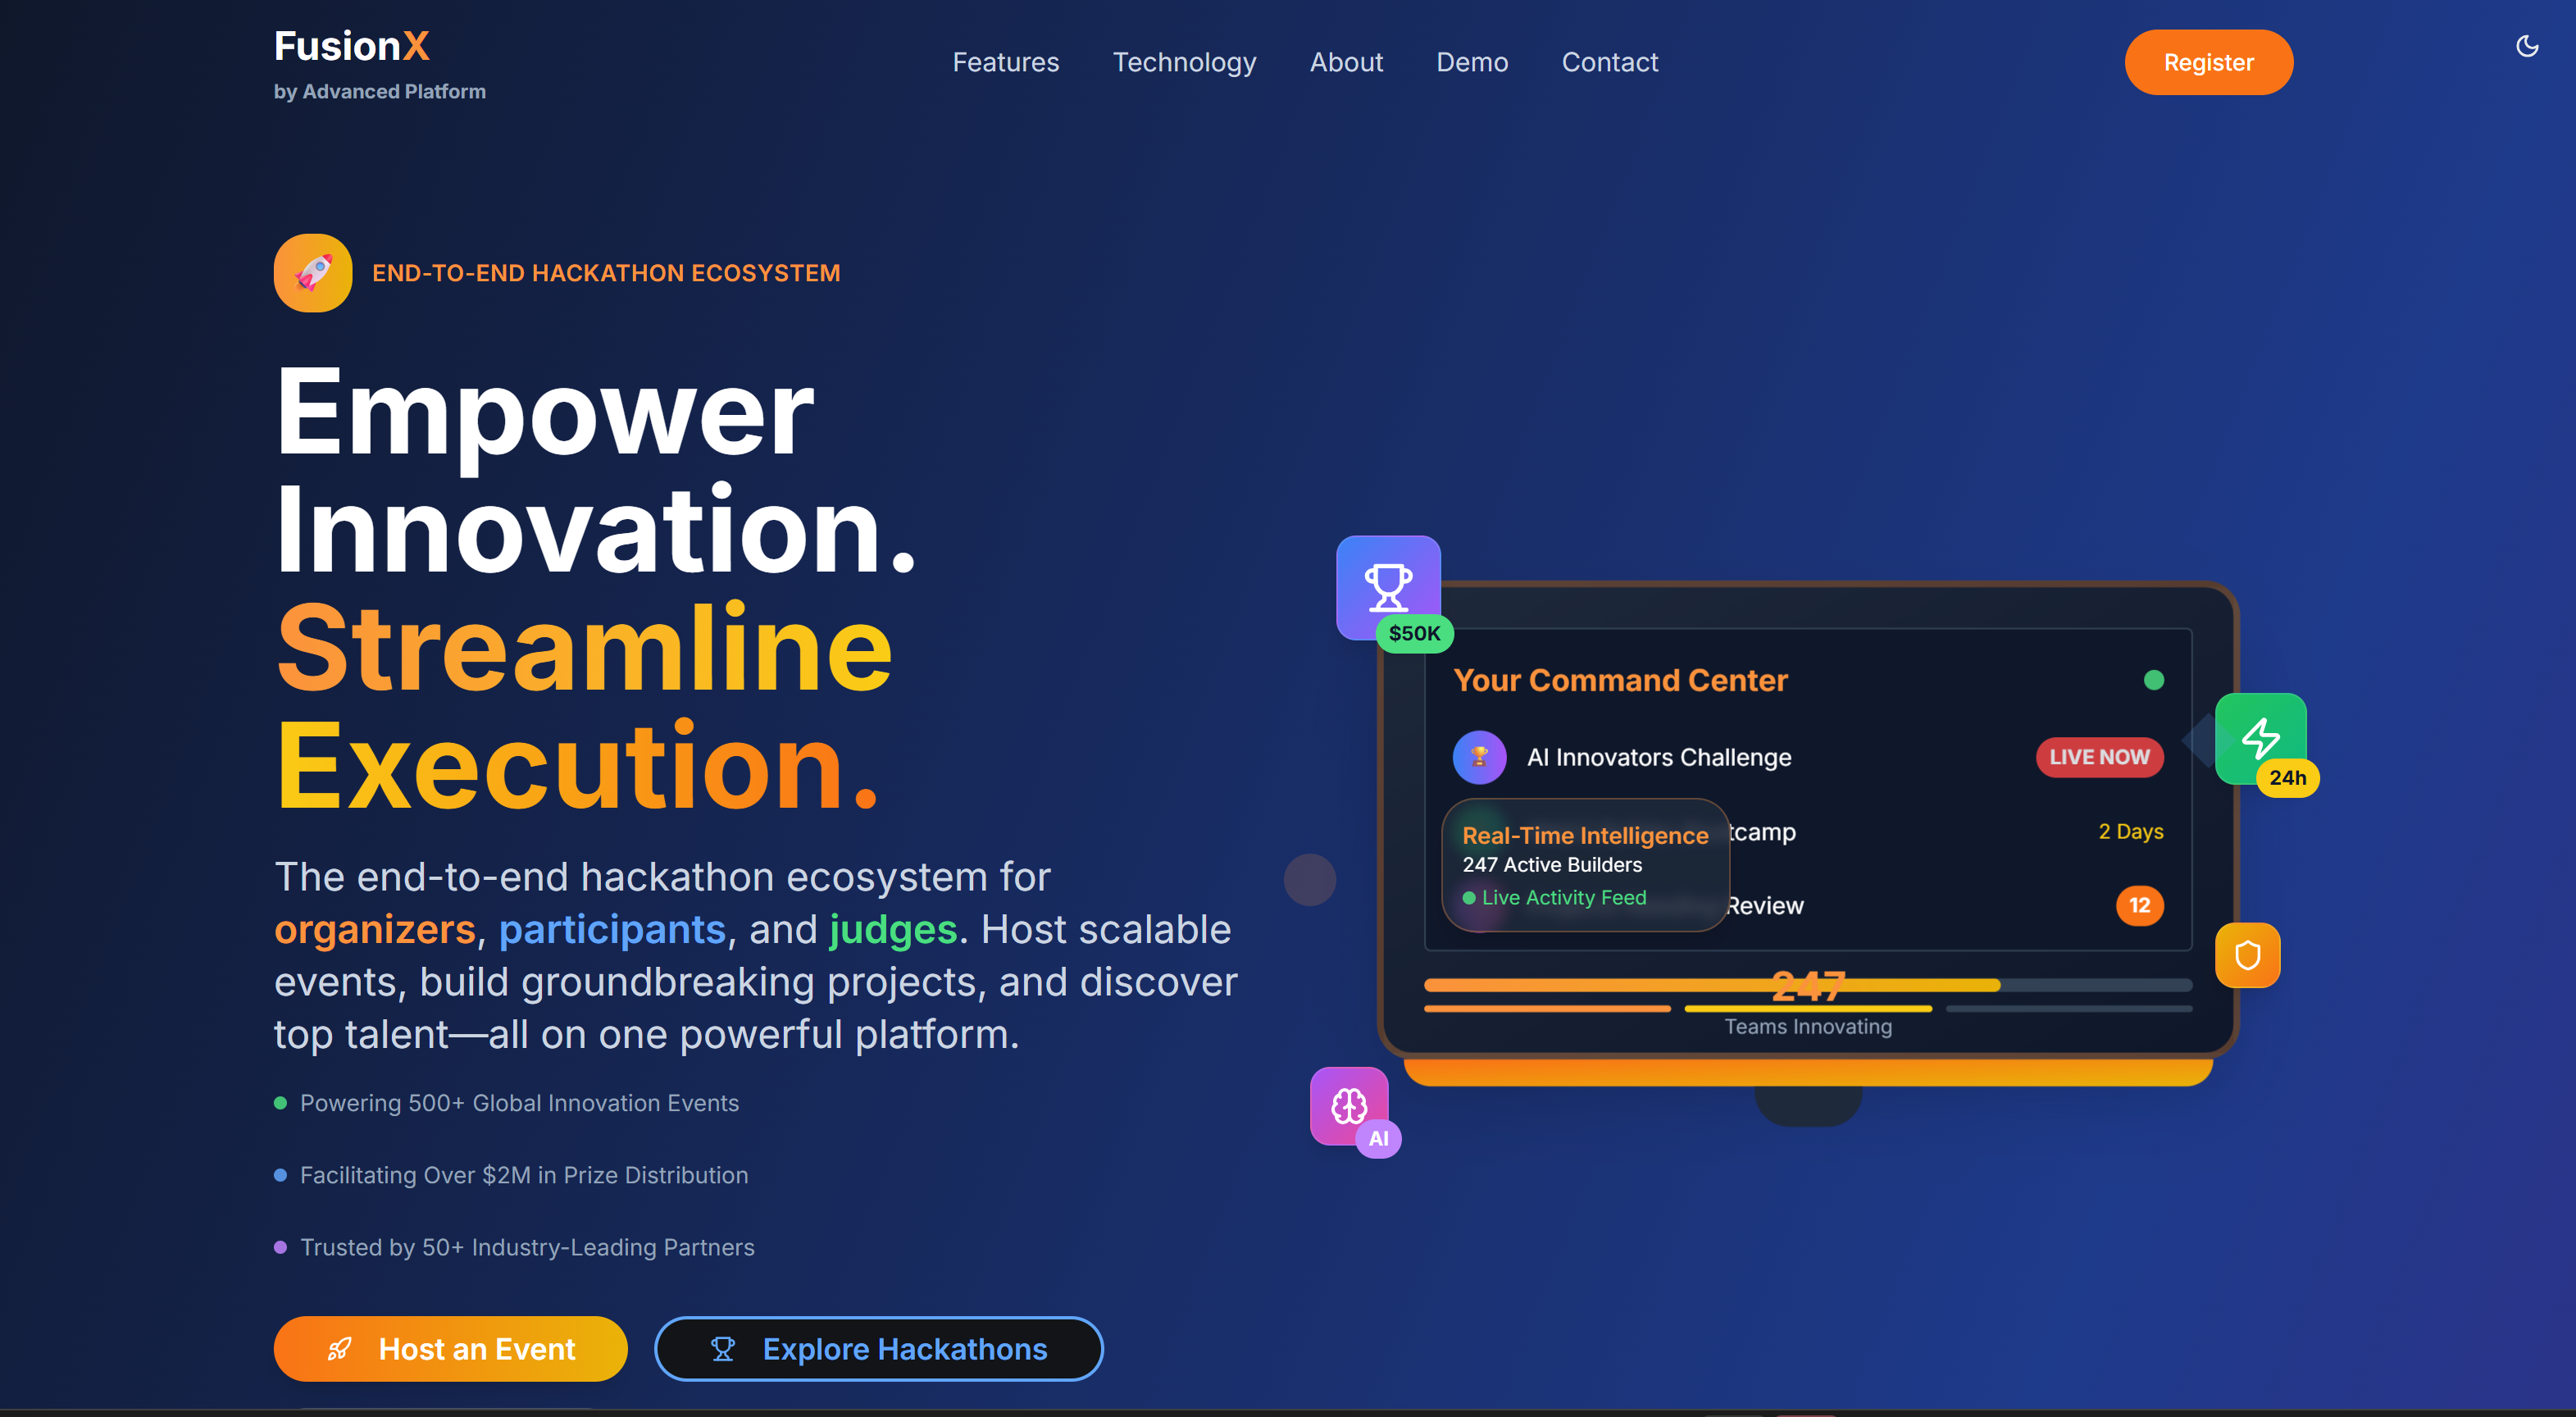 FusionX
by Advanced Platform
Features
Technology
About
Demo
Contact
Register
END-TO-END HACKATHON ECOSYSTEM
Empower
Innovation.
Streamline
Execution.
The end-to-end hackathon ecosystem for
organizers, participants, and judges. Host scalable
events, build groundbreaking projects, and discover
top talent—all on one powerful platform.
Powering 500+ Global Innovation Events
Facilitating Over $2M in Prize Distribution
Trusted by 50+ Industry-Leading Partners
Host an Event
Explore Hackathons
$50K
Your Command Center
AI Innovators Challenge
LIVE NOW
24h
2 Days
Real-Time Intelligence
247 Active Builders
Live Activity Feed
Review
12
247
Teams Innovating
AI